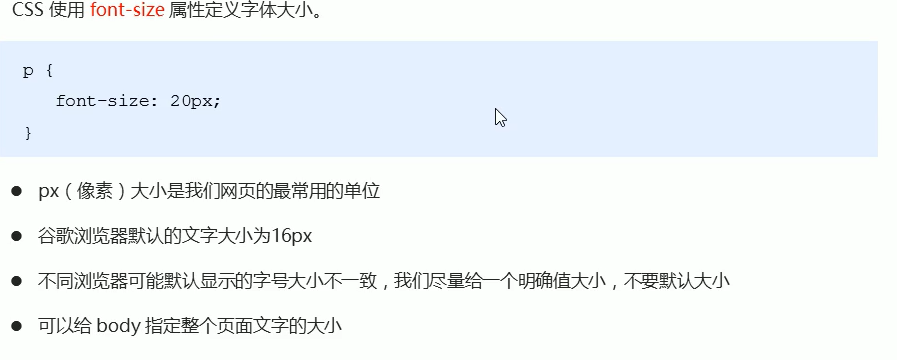 CSS 使用 font-size 属性定义字体大小。
p {
font-size: 20px;
}
● px（像素）大小是我们网页的最常用的单位
● 谷歌浏览器默认的文字大小为16px
● 不同浏览器可能默认显示的字号大小不一致，我们尽量给一个明确值大小，不要默认大小
● 可以给 body 指定整个页面文字的大小